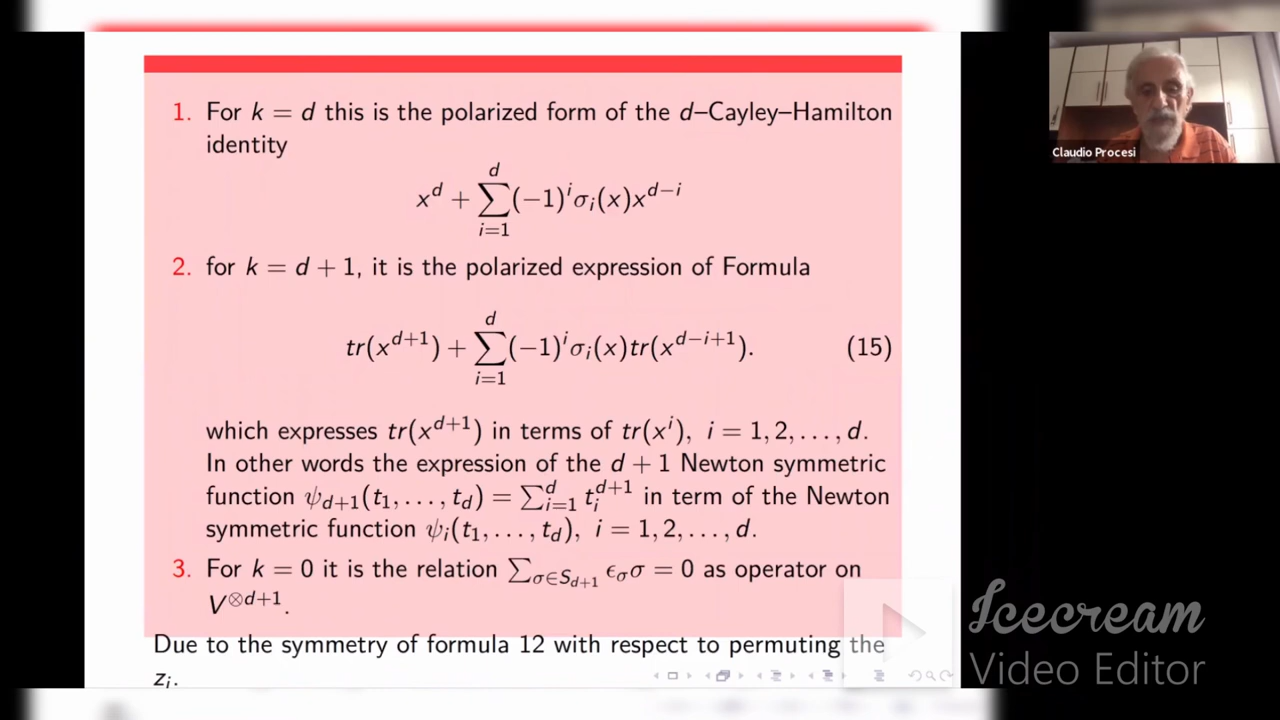 1. For k = d this is the polarized form of the d–Cayley–Hamilton
identity
x^d + ∑_{i=1}^{d} (−1)^i σ_i(x)x^{d−i}
2. for k = d + 1, it is the polarized expression of Formula
tr(x^{d+1}) + ∑_{i=1}^{d} (−1)^i σ_i(x)tr(x^{d−i+1}). (15)
which expresses tr(x^{d+1}) in terms of tr(x^i), i = 1, 2, . . . , d.
In other words the expression of the d + 1 Newton symmetric
function ψ_{d+1}(t_1, . . . , t_d) = ∑_{i=1}^{d} t_i^{d+1} in term of the Newton
symmetric function ψ_i(t_1, . . . , t_d), i = 1, 2, . . . , d.
3. For k = 0 it is the relation ∑_{σ∈S_{d+1}} ϵ_σ σ = 0 as operator on
V^{⊗d+1}.
Due to the symmetry of formula 12 with respect to permuting the
z_i.
Claudio Procesi
Icecream
Video Editor